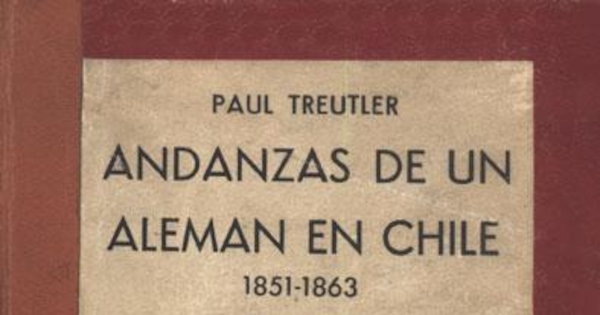 PAUL TREUTLER
ANDANZAS DE UN
ALEMAN EN CHILE
1851-1863